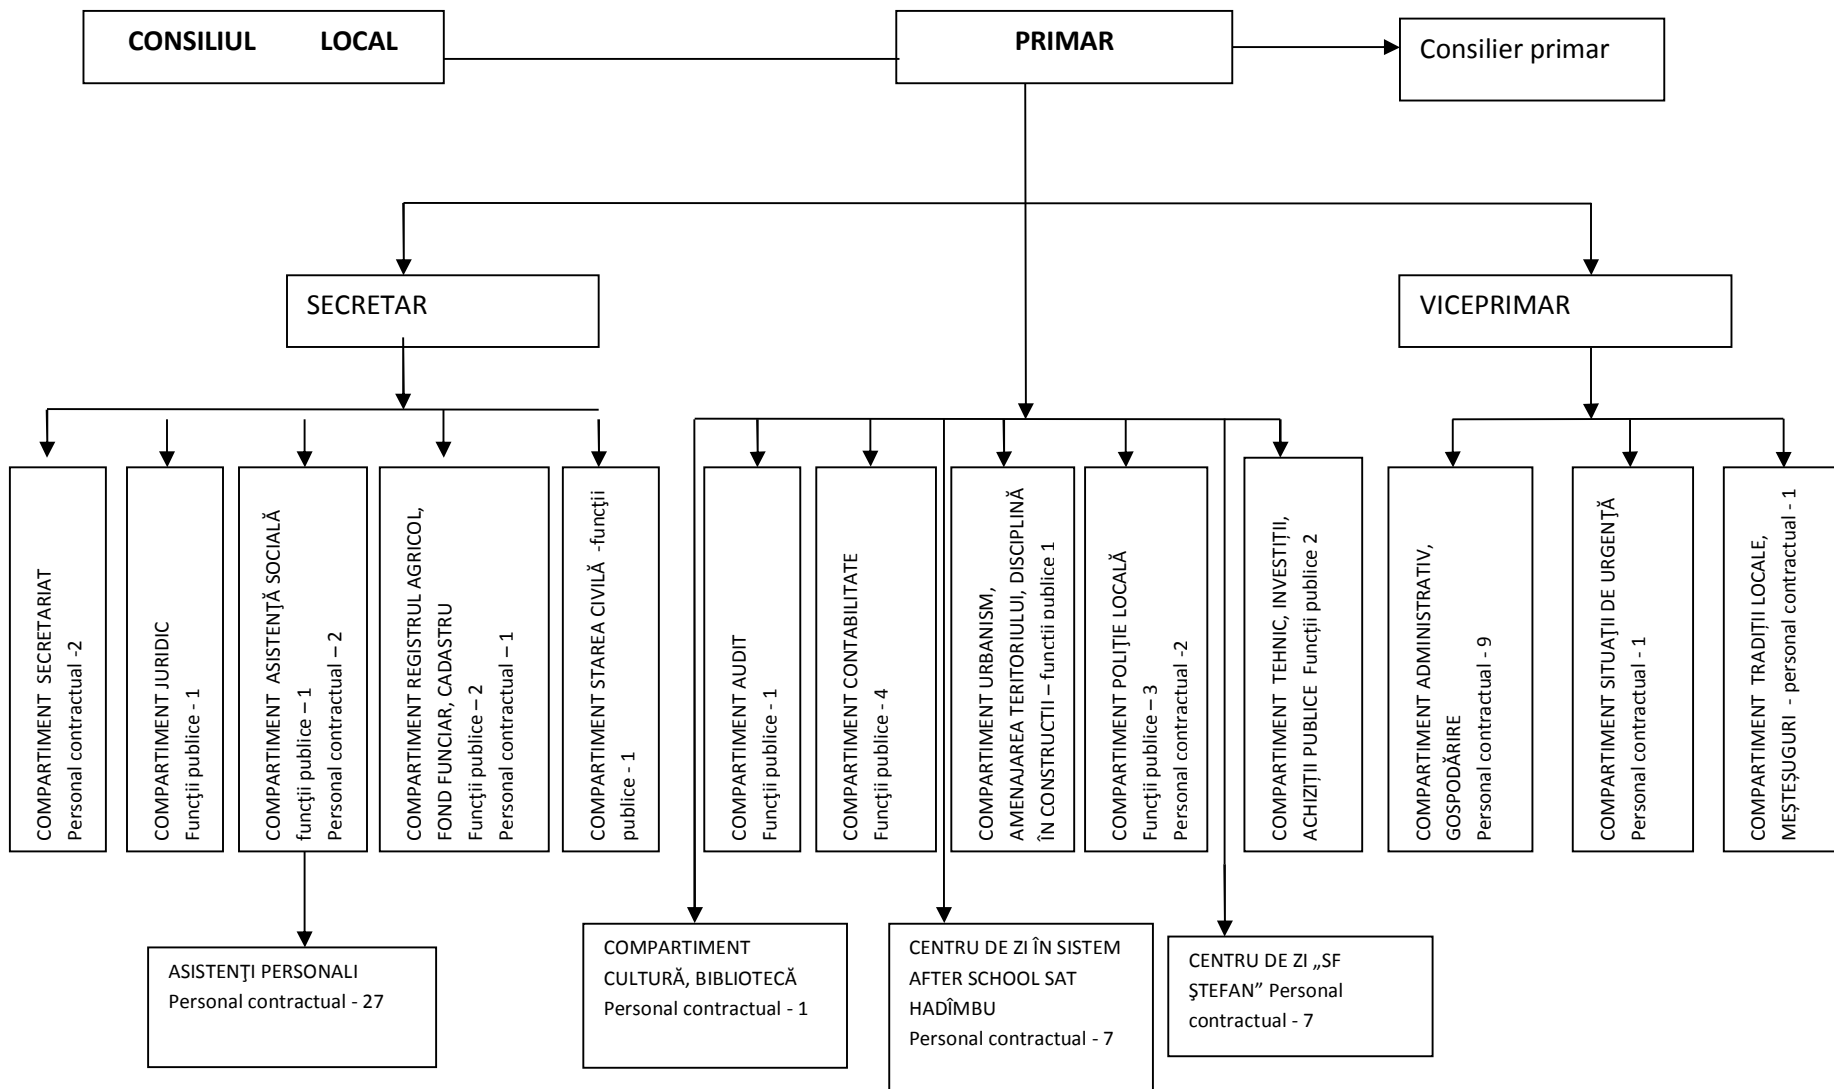 CONSILIUL LOCAL
PRIMAR
Consilier primar
SECRETAR
VICEPRIMAR
COMPARTIMENT SECRETARIAT
Personal contractual -2
COMPARTIMENT JURIDIC
Funcţii publice - 1
COMPARTIMENT ASISTENŢĂ SOCIALĂ
funcţii publice – 1
Personal contractual – 2
COMPARTIMENT REGISTRUL AGRICOL,
FOND FUNCIAR, CADASTRU
Funcţii publice – 2
Personal contractual – 1
COMPARTIMENT STAREA CIVILĂ -funcţii
publice - 1
COMPARTIMENT AUDIT
Funcţii publice - 1
COMPARTIMENT CONTABILITATE
Funcţii publice - 4
COMPARTIMENT URBANISM,
AMENAJAREA TERITORIULUI, DISCIPLINĂ
ÎN CONSTRUCTII – functii publice 1
COMPARTIMENT POLIŢIE LOCALĂ
Funcţii publice – 3
Personal contractual -2
COMPARTIMENT TEHNIC, INVESTIȚII,
ACHIZIȚII PUBLICE Funcții publice 2
COMPARTIMENT ADMINISTRATIV,
GOSPODĂRIRE
Personal contractual - 9
COMPARTIMENT SITUAŢII DE URGENŢĂ
Personal contractual - 1
COMPARTIMENT TRADIȚII LOCALE,
MEȘTEȘUGURI - personal contractual - 1
ASISTENŢI PERSONALI
Personal contractual - 27
COMPARTIMENT
CULTURĂ, BIBLIOTECĂ
Personal contractual - 1
CENTRU DE ZI ÎN SISTEM
AFTER SCHOOL SAT
HADÎMBU
Personal contractual - 7
CENTRU DE ZI „SF
ŞTEFAN” Personal
contractual - 7